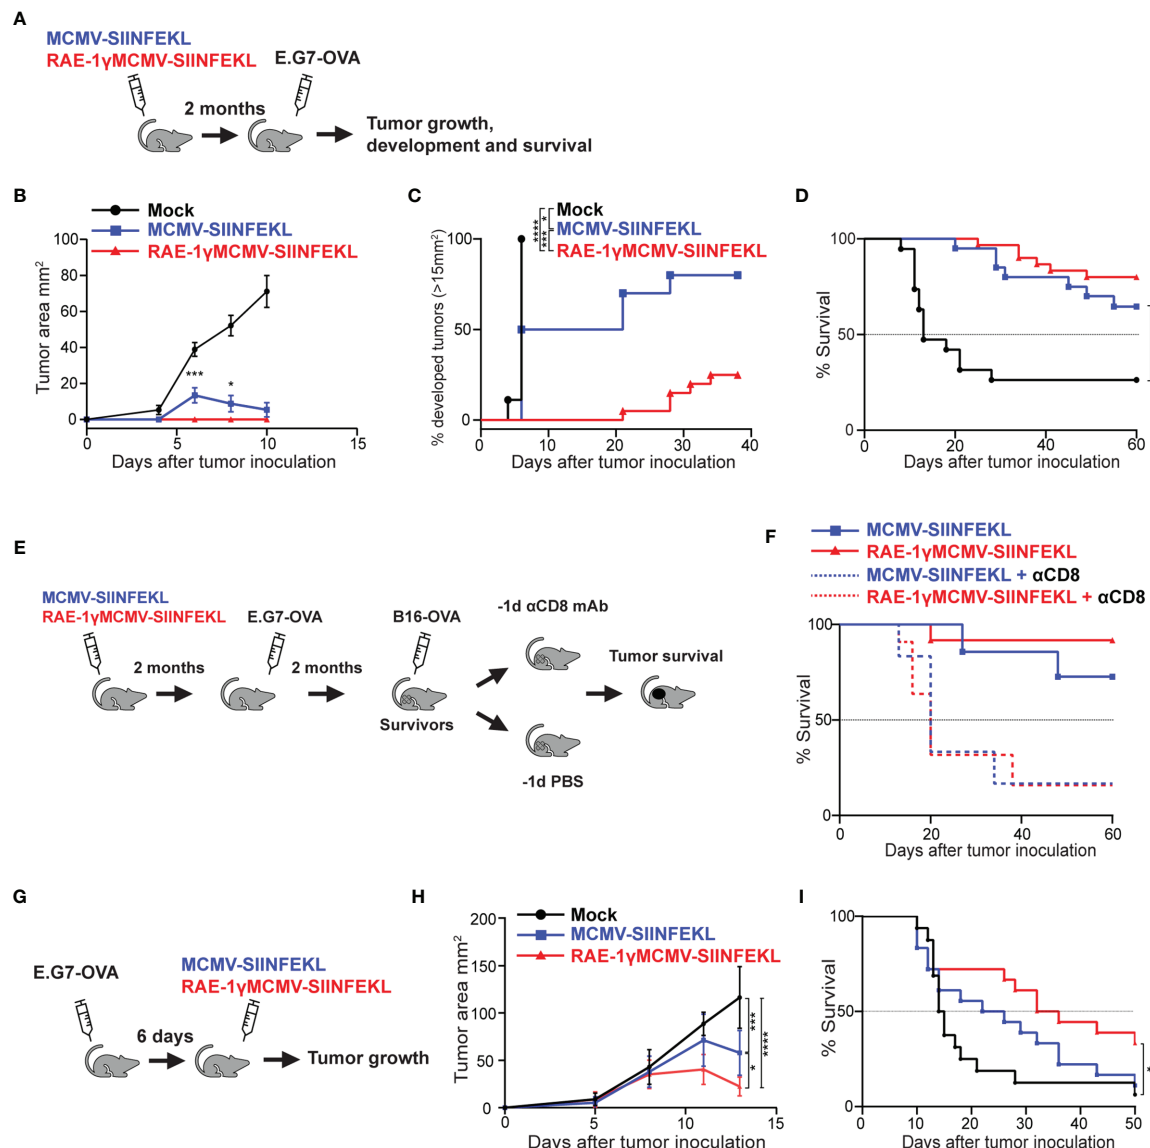 A
MCMV-SIINFEKL
RAE-1γMCMV-SIINFEKL
E.G7-OVA
2 months
Tumor growth,
development and survival
B
Mock
MCMV-SIINFEKL
RAE-1γMCMV-SIINFEKL
Tumor area mm²
100
80
60
40
20
0
***
*
0 5 10 15
Days after tumor inoculation
C
Mock
MCMV-SIINFEKL
RAE-1γMCMV-SIINFEKL
****
*
***
% developed tumors (>15mm²)
100
50
0
0 10 20 30 40
Days after tumor inoculation
D
% Survival
100
50
0
0 20 40 60
Days after tumor inoculation
E
MCMV-SIINFEKL
RAE-1γMCMV-SIINFEKL
2 months
E.G7-OVA
2 months
B16-OVA
Survivors
-1d αCD8 mAb
-1d PBS
Tumor survival
F
MCMV-SIINFEKL
RAE-1γMCMV-SIINFEKL
MCMV-SIINFEKL + αCD8
RAE-1γMCMV-SIINFEKL + αCD8
% Survival
100
50
0
0 20 40 60
Days after tumor inoculation
G
E.G7-OVA
6 days
MCMV-SIINFEKL
RAE-1γMCMV-SIINFEKL
Tumor growth
H
Mock
MCMV-SIINFEKL
RAE-1γMCMV-SIINFEKL
Tumor area mm²
200
150
100
50
0
***
*
****
0 5 10 15
Days after tumor inoculation
I
% Survival
100
50
0
*
0 10 20 30 40 50
Days after tumor inoculation